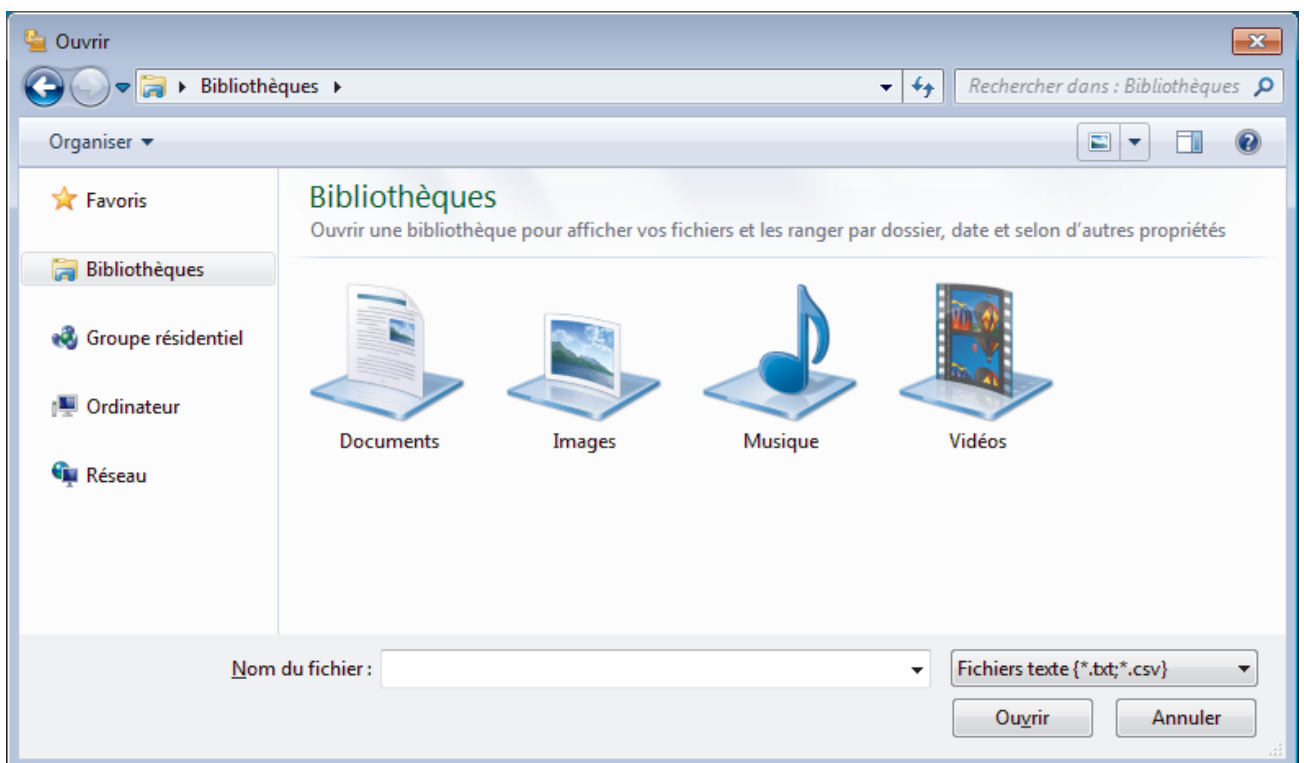 Ouvrir
Bibliothèques
Rechercher dans : Bibliothèques
Organiser
Favoris
Bibliothèques
Groupe résidentiel
Ordinateur
Réseau
Bibliothèques
Ouvrir une bibliothèque pour afficher vos fichiers et les ranger par dossier, date et selon d'autres propriétés
Documents
Images
Musique
Vidéos
Nom du fichier :
Fichiers texte {*.txt;*.csv}
Ouvrir
Annuler